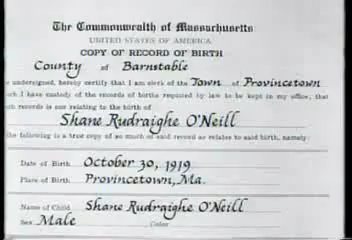 The Commonwealth of Massachusetts
UNITED STATES OF AMERICA
COPY OF RECORD OF BIRTH
County of Barnstable
e undersigned, hereby certify that I am clerk of the Town of Provincetown
ch I have custody of the records of births required by law to be kept in my office, that
ch records is one relating to the birth of
Shane Rudraighe O'Neill
the following is a true copy of so much of said record as relates to said birth, namely:
Date of Birth October 30, 1919
Place of Birth Provincetown, Ma.
Name of Child Shane Rudraighe O'Neill
Sex Male Color